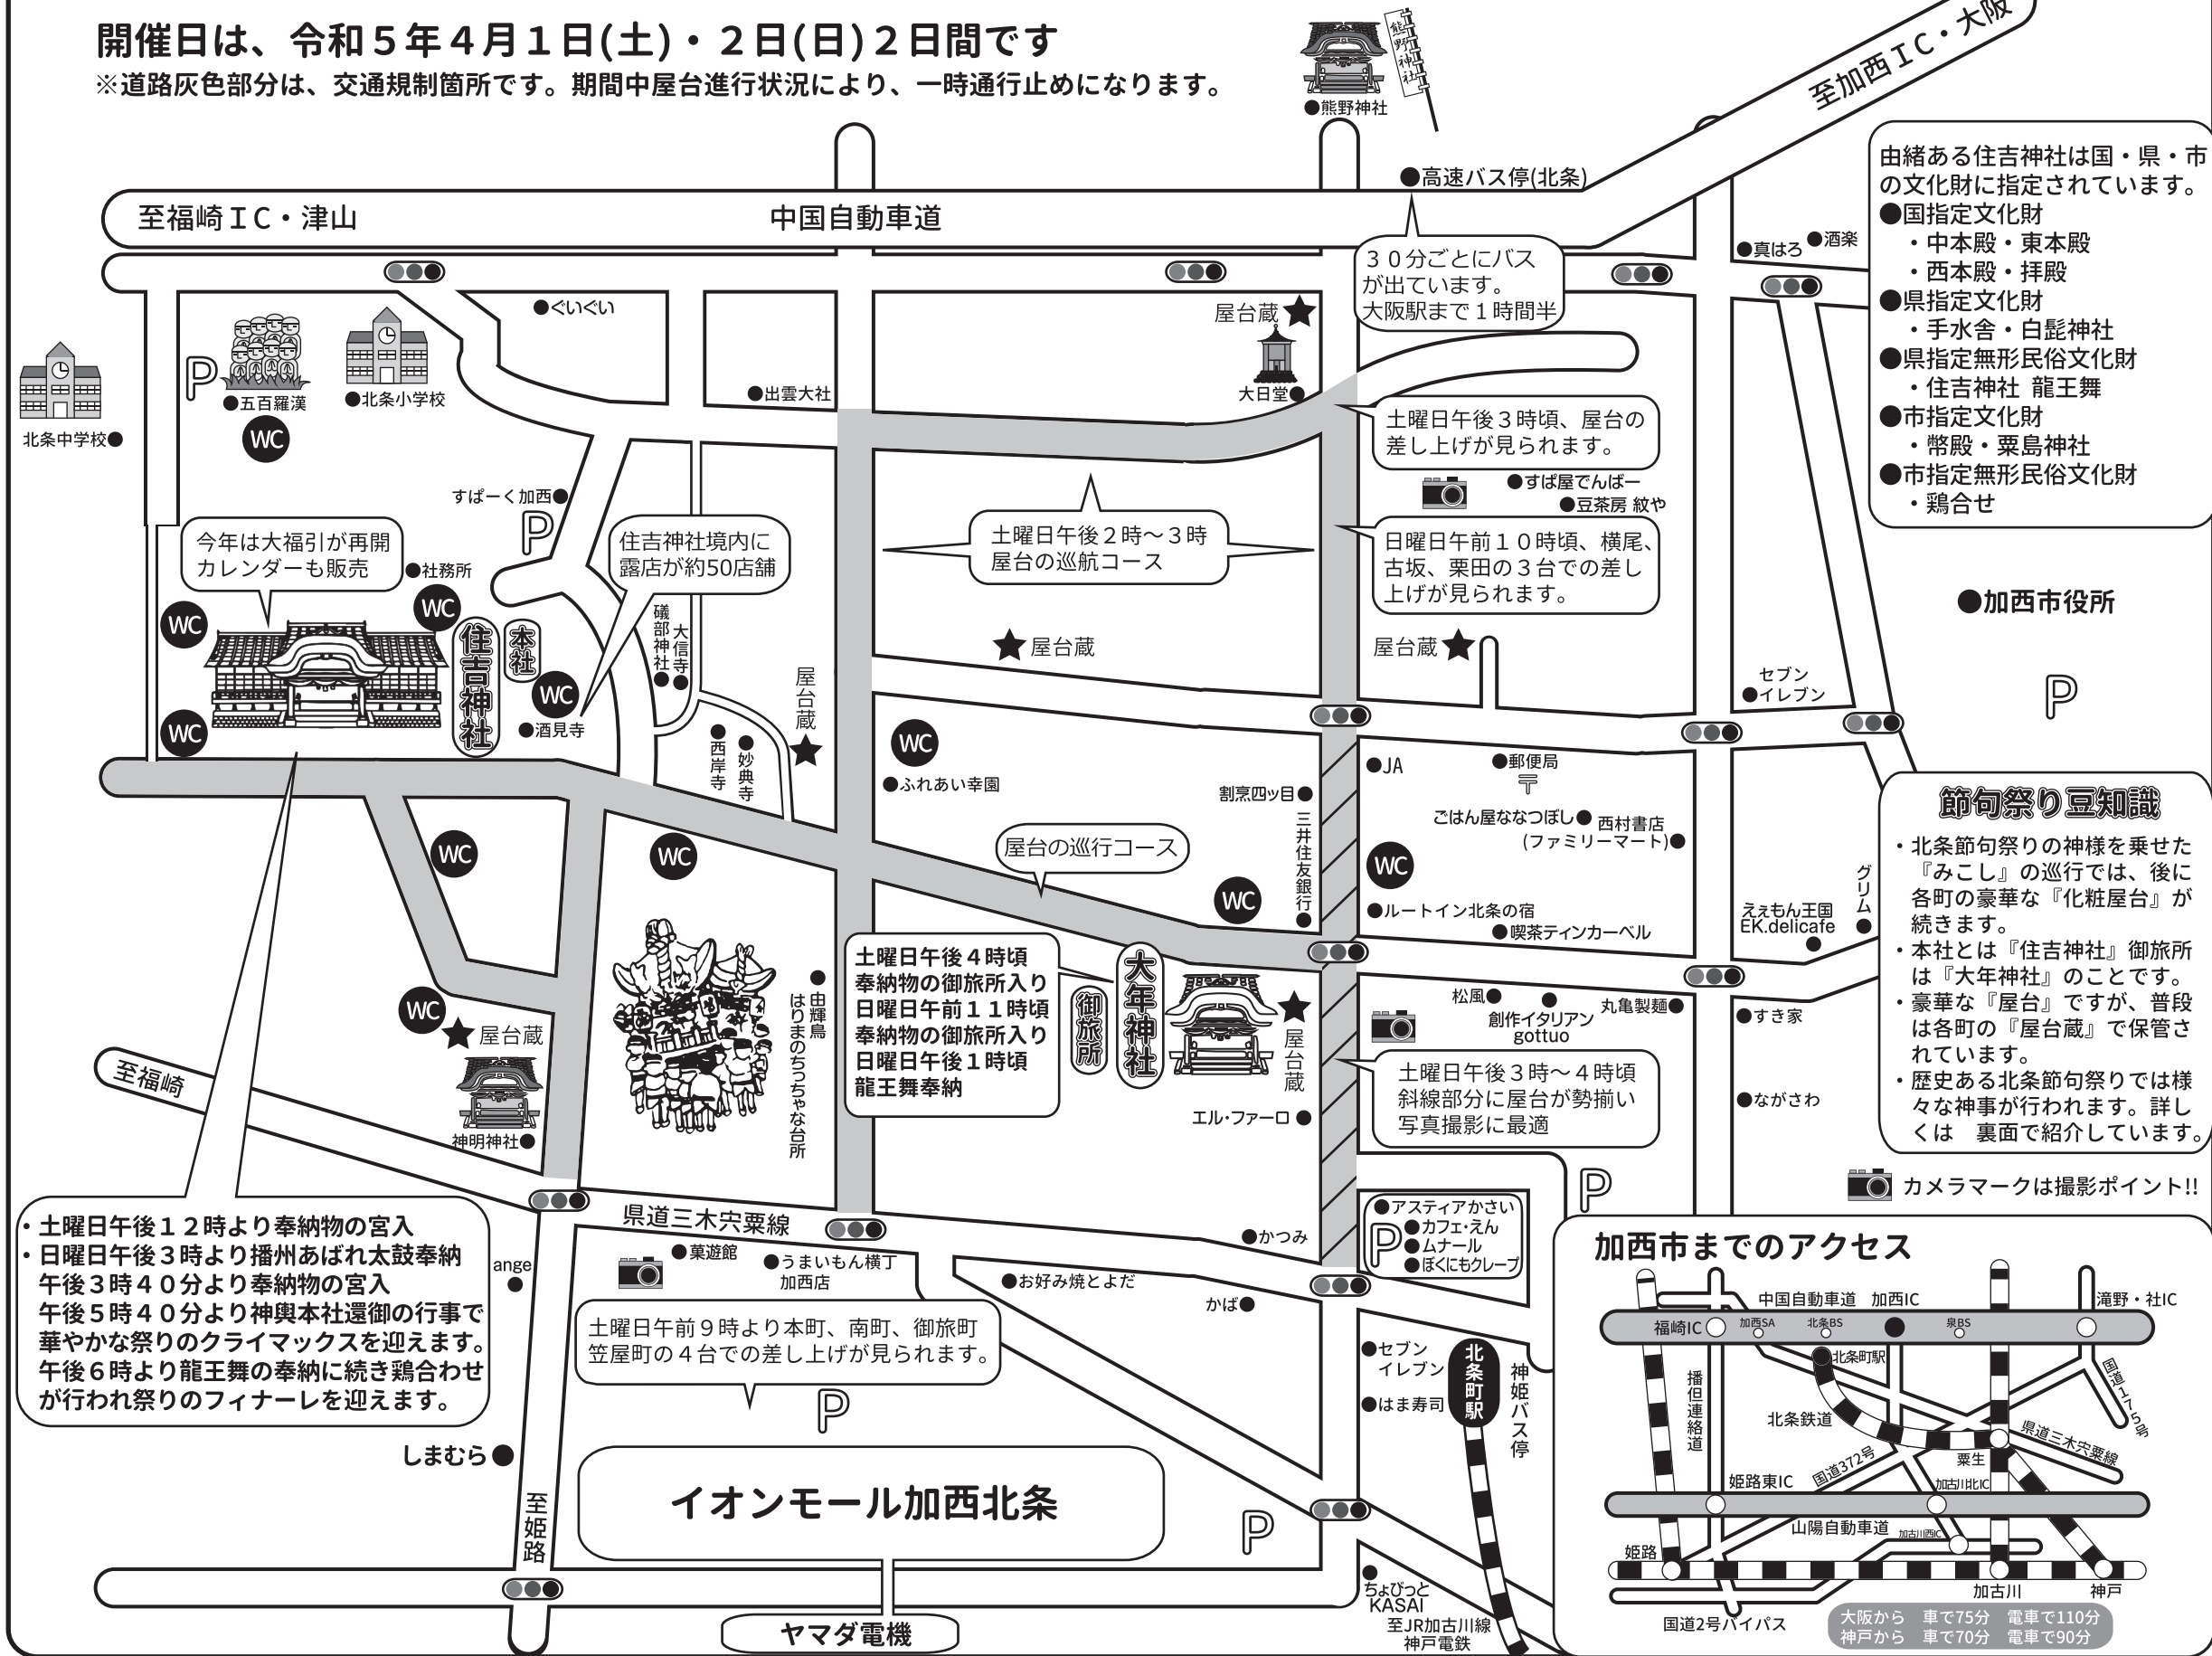 開催日は、令和５年４月１日(土)・２日(日)２日間です
※道路灰色部分は、交通規制箇所です。期間中屋台進行状況により、一時通行止めになります。
熊野神社
●熊野神社
至加西ＩＣ・大阪
●高速バス停(北条)
至福崎ＩＣ・津山
中国自動車道
３０分ごとにバス
が出ています。
大阪駅まで１時間半
●真はろ
●酒楽
由緒ある住吉神社は国・県・市
の文化財に指定されています。
●国指定文化財
・中本殿・東本殿
・西本殿・拝殿
●県指定文化財
・手水舎・白髭神社
●県指定無形民俗文化財
・住吉神社 龍王舞
●市指定文化財
・幣殿・粟島神社
●市指定無形民俗文化財
・鶏合せ
●ぐいぐい
屋台蔵★
大日堂●
P
●五百羅漢
WC
●北条小学校
北条中学校●
●出雲大社
土曜日午後３時頃、屋台の
差し上げが見られます。
●すば屋でんばー
●豆茶房 紋や
すぱーく加西●
P
今年は大福引が再開
カレンダーも販売
●社務所
WC
WC
WC
住吉神社
本社
WC
●酒見寺
住吉神社境内に
露店が約50店舗
磯部神社●
大信寺●
土曜日午後２時～３時
屋台の巡航コース
日曜日午前１０時頃、横尾、
古坂、栗田の３台での差し
上げが見られます。
●加西市役所
★屋台蔵
屋台蔵★
屋台蔵★
セブン
●イレブン
P
●西岸寺
●妙典寺
WC
●ふれあい幸園
●JA
●郵便局
〒
割烹四ッ目●
三井住友銀行●
ごはん屋ななつぼし●
西村書店
(ファミリーマート)●
WC
WC
屋台の巡行コース
WC
WC
●ルートイン北条の宿
●喫茶ティンカーベル
えぇもん王国
EK.delicafe
●
グリム●
節句祭り豆知識
・北条節句祭りの神様を乗せた
『みこし』の巡行では、後に
各町の豪華な『化粧屋台』が
続きます。
・本社とは『住吉神社』御旅所
は『大年神社』のことです。
・豪華な『屋台』ですが、普段
は各町の『屋台蔵』で保管さ
れています。
・歴史ある北条節句祭りでは様
々な神事が行われます。詳し
くは　裏面で紹介しています。
WC
★屋台蔵
神明神社●
至福崎
●由輝鳥
はりまのちっちゃな台所
土曜日午後４時頃
奉納物の御旅所入り
日曜日午前１１時頃
奉納物の御旅所入り
日曜日午後１時頃
龍王舞奉納
大年神社
御旅所
★屋台蔵
エル・ファーロ●
松風●
●
創作イタリアン
gottuo
丸亀製麺●
●すき家
●ながさわ
土曜日午後３時～４時頃
斜線部分に屋台が勢揃い
写真撮影に最適
P
カメラマークは撮影ポイント!!
●アスティアかさい
P
●カフェ・えん
●ムナール
●ぼくにもクレープ
・土曜日午後１２時より奉納物の宮入
・日曜日午後３時より播州あばれ太鼓奉納
午後３時４０分より奉納物の宮入
午後５時４０分より神輿本社還御の行事で
華やかな祭りのクライマックスを迎えます。
午後６時より龍王舞の奉納に続き鶏合わせ
が行われ祭りのフィナーレを迎えます。
ange
●
県道三木宍粟線
●菓遊館
●うまいもん横丁
加西店
●かつみ
●お好み焼とよだ
かば●
土曜日午前９時より本町、南町、御旅町
笠屋町の４台での差し上げが見られます。
P
しまむら●
至姫路
イオンモール加西北条
P
ヤマダ電機
●セブン
イレブン
●はま寿司
北条町駅
神姫バス停
●
ちょびっと
KASAI
至JR加古川線
神戸電鉄
加西市までのアクセス
中国自動車道
加西IC
滝野・社IC
福崎IC
加西SA
北条BS
泉BS
北条町駅
国道175号
播但連絡道
北条鉄道
県道三木宍粟線
粟生
国道372号
姫路東IC
加古川北IC
山陽自動車道
加古川西IC
姫路
加古川
神戸
国道2号バイパス
大阪から　車で75分　電車で110分
神戸から　車で70分　電車で90分